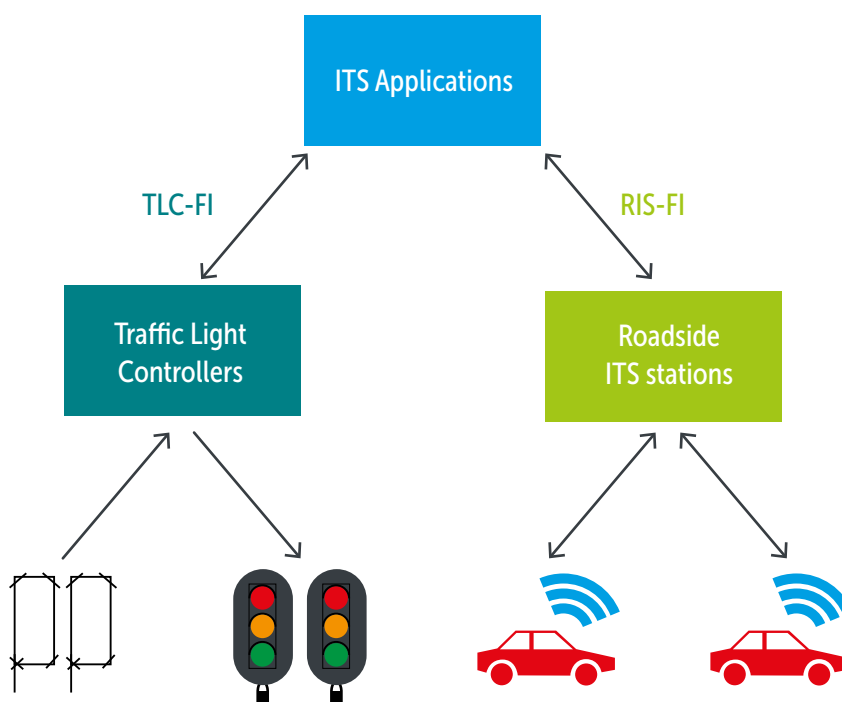 ITS Applications
TLC-FI
RIS-FI
Traffic Light
Controllers
Roadside
ITS stations